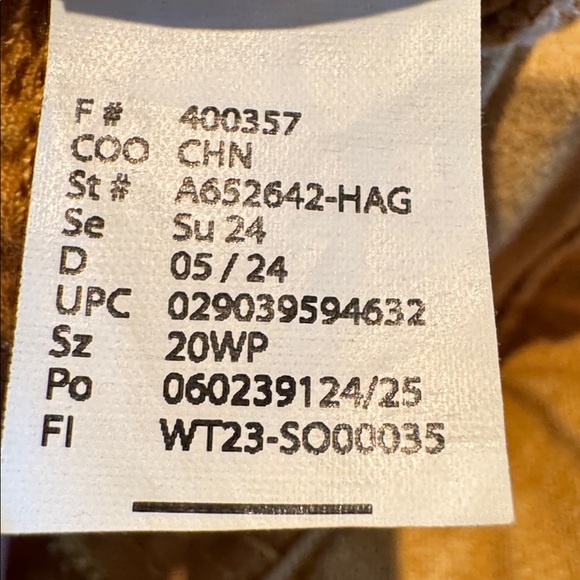 F # 400357
COO CHN
St # A652642-HAG
Se Su 24
D 05 / 24
UPC 029039594632
Sz 20WP
Po 060239124/25
FI WT23-SO00035